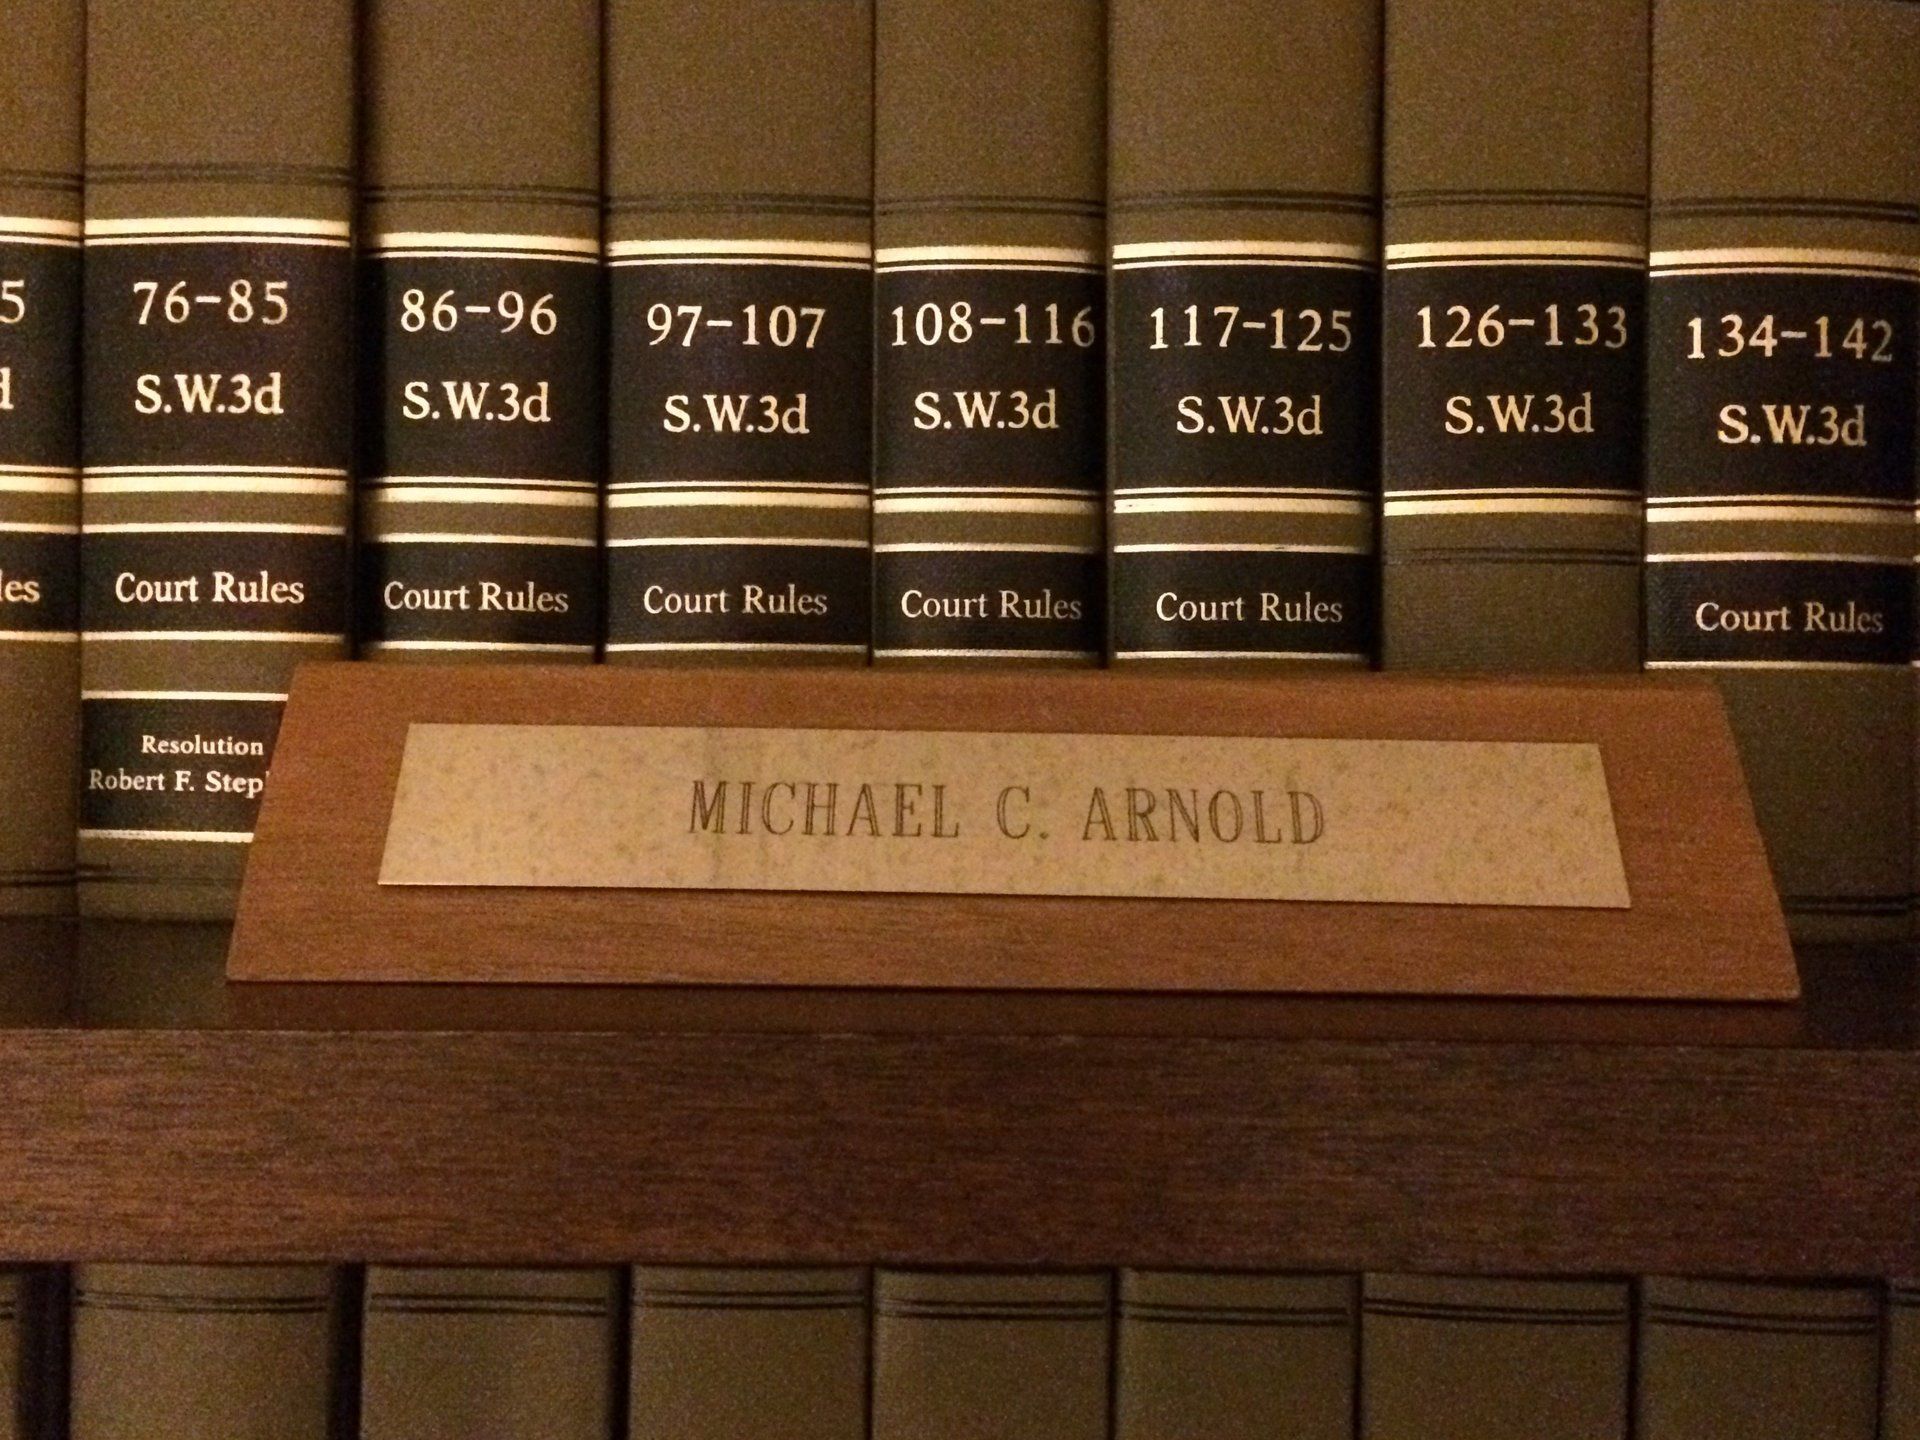 76-85
S.W.3d
Court Rules
Resolution
Robert F.
86-96
S.W.3d
Court Rules
97-107
S.W.3d
Court Rules
108-116
S.W.3d
Court Rules
117-125
S.W.3d
Court Rules
126-133
S.W.3d
134-142
S.W.3d
Court Rules
MICHAEL C. ARNOLD